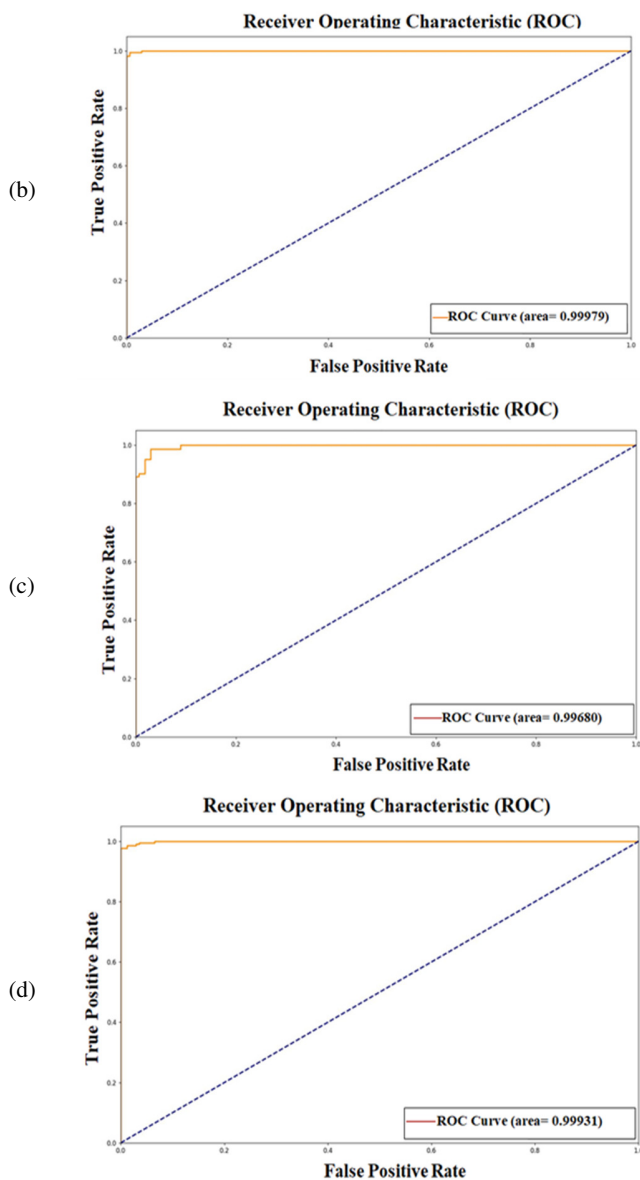 Receiver Operating Characteristic (ROC)
(b)
True Positive Rate
1.0
0.8
0.6
0.4
0.2
0.0
ROC Curve (area= 0.99979)
0.0 0.2 0.4 0.6 0.8 1.0
False Positive Rate
Receiver Operating Characteristic (ROC)
(c)
True Positive Rate
1.0
0.8
0.6
0.4
0.2
0.0
ROC Curve (area= 0.99680)
0.0 0.2 0.4 0.6 0.8 1.0
False Positive Rate
Receiver Operating Characteristic (ROC)
(d)
True Positive Rate
1.0
0.8
0.6
0.4
0.2
0.0
ROC Curve (area= 0.99931)
0.0 0.2 0.4 0.6 0.8 1.0
False Positive Rate